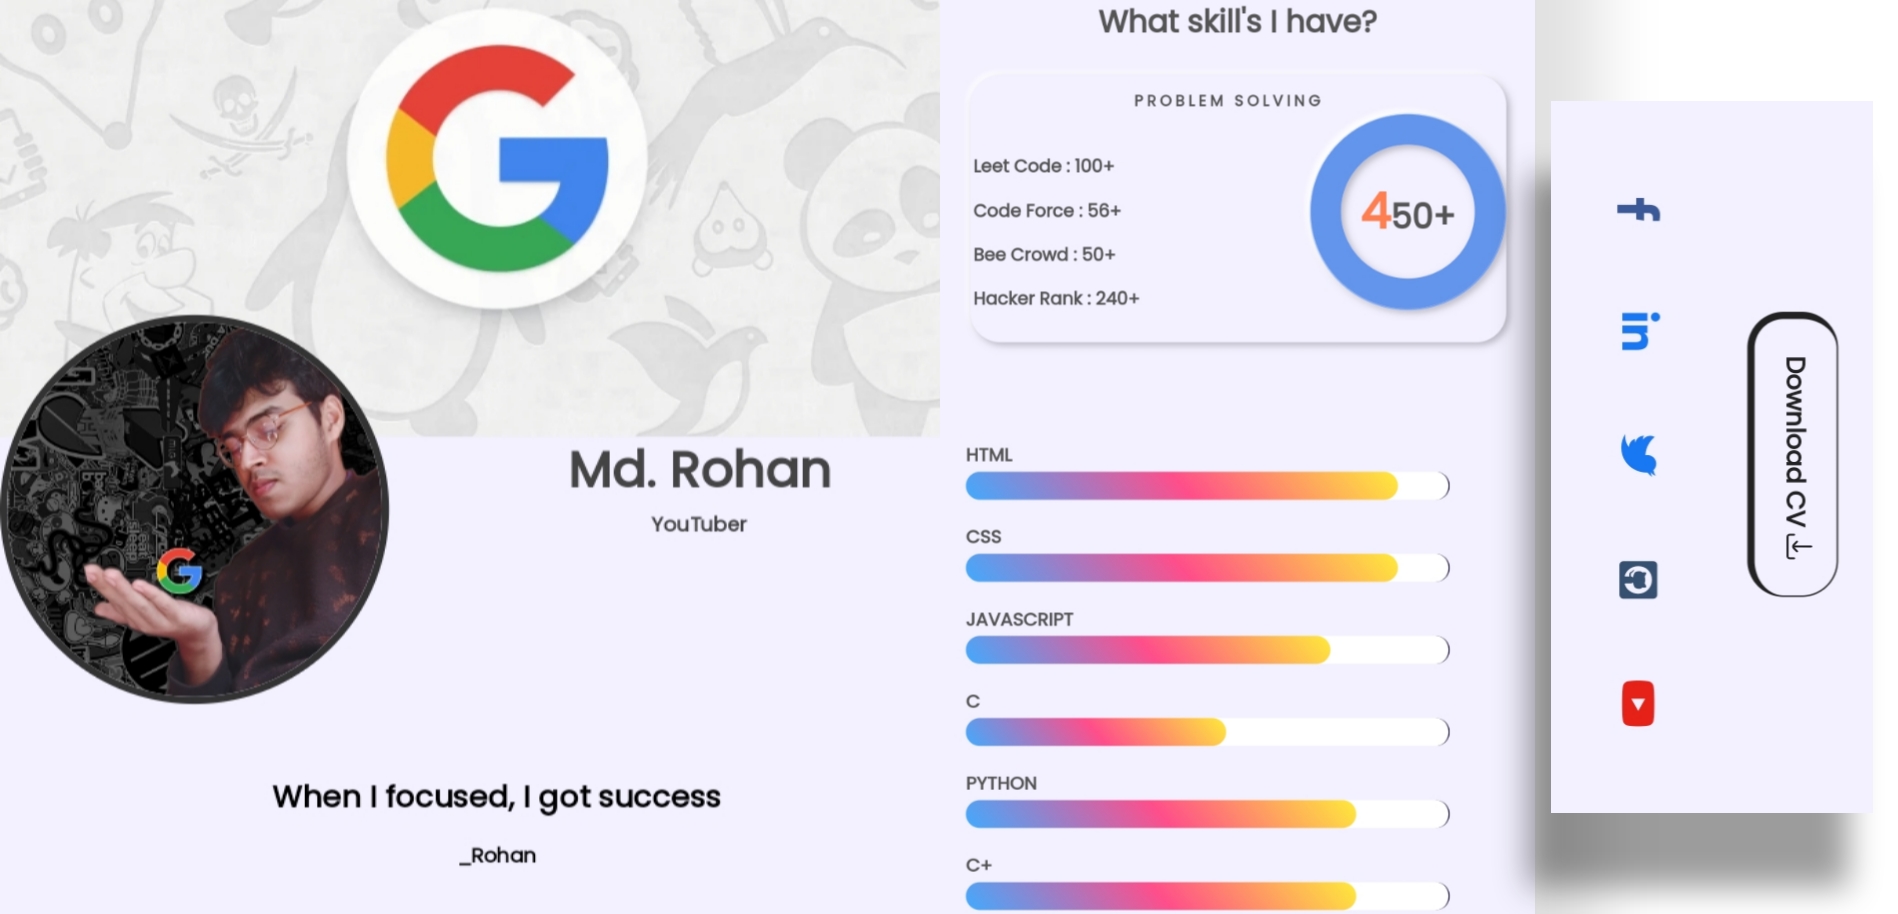 Md. Rohan
YouTuber
When I focused, I got success
_Rohan
What skill's I have?
PROBLEM SOLVING
Leet Code : 100+
Code Force : 56+
Bee Crowd : 50+
Hacker Rank : 240+
450+
HTML
CSS
JAVASCRIPT
C
PYTHON
C+
Download CV